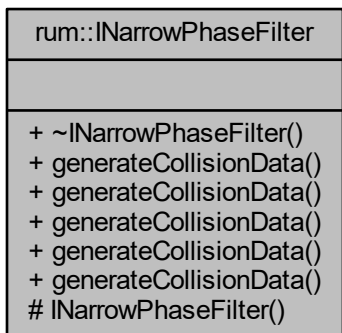 rum::INarrowPhaseFilter
+ ~INarrowPhaseFilter()
+ generateCollisionData()
+ generateCollisionData()
+ generateCollisionData()
+ generateCollisionData()
+ generateCollisionData()
# INarrowPhaseFilter()